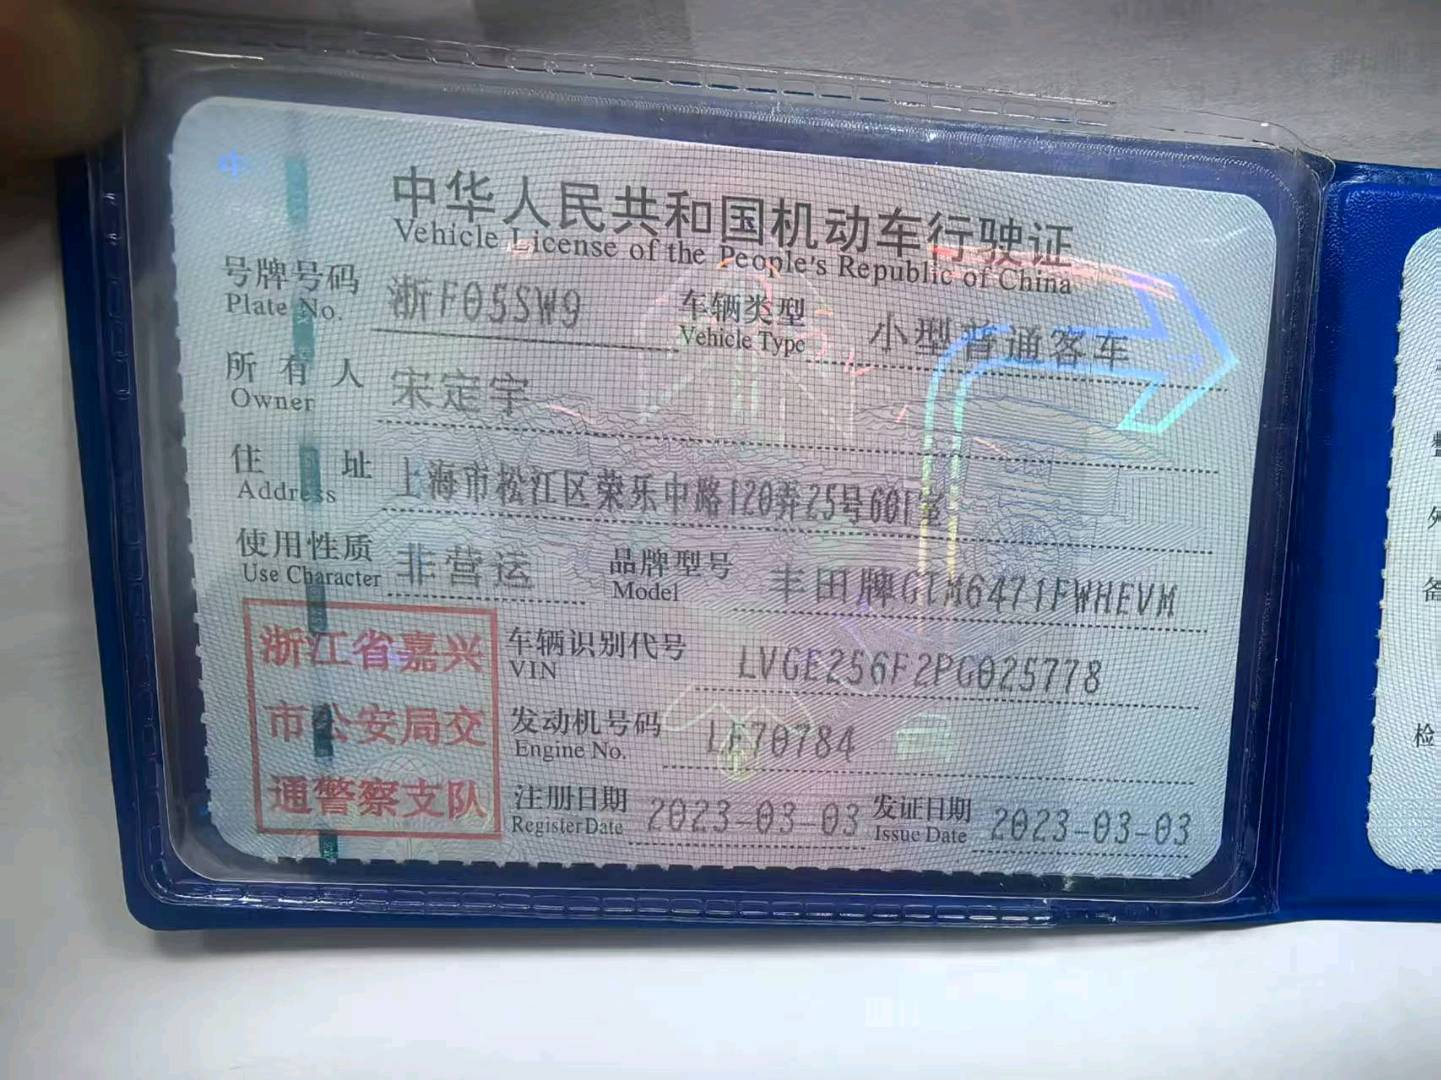 中华人民共和国机动车行驶证
Vehicle License of the People's Republic of China
号牌号码 浙F05SW9 车辆类型 小型普通客车
Plate No. Vehicle Type
所有人 宋定宇
Owner
住址 上海市松江区荣乐中路120弄25号601室
Address
使用性质 非营运 品牌型号 丰田牌GTM6471FWHEVM
Use Character Model
浙江省嘉兴
市公安局交
通警察支队
车辆识别代号 LVGE256F2PG025778
VIN
发动机号码 LF70784
Engine No.
注册日期 2023-03-03 发证日期 2023-03-03
Register Date Issue Date
检